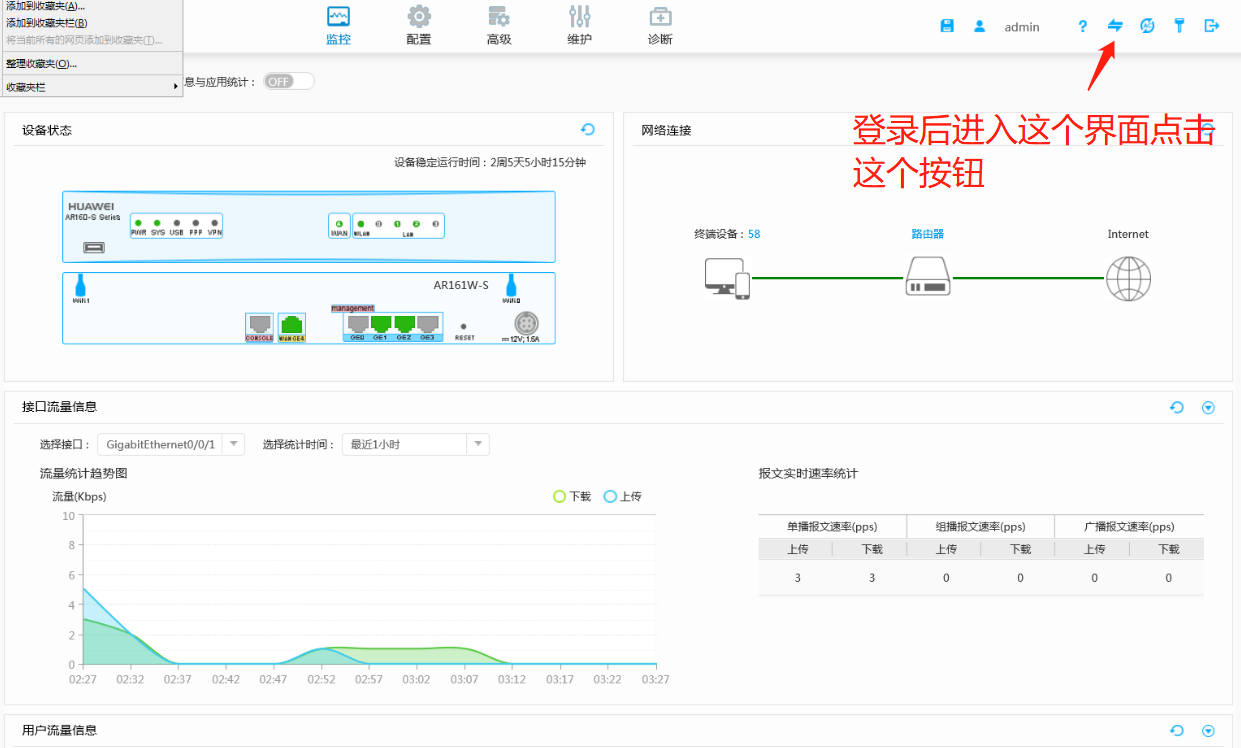 添加到收藏夹(A)...
添加到收藏夹栏(B)
将当前所有的网页添加到收藏夹(T)...
整理收藏夹(O)...
收藏夹栏
监控
配置
高级
维护
诊断
admin
息与应用统计：
OFF
登录后进入这个界面点击
这个按钮
设备状态
设备稳定运行时间：2周5天5小时15分钟
HUAWEI
AR160-S Series
PWR SYS USB PPP VPN
WAN WLAN LAN
AR161W-S
WiFi1
WiFi0
management
CONSOLE
WAN GE4
GE0 GE1 GE2 GE3
RESET
12V;1.5A
网络连接
终端设备：58
路由器
Internet
接口流量信息
选择接口：
GigabitEthernet0/0/1
选择统计时间：
最近1小时
流量统计趋势图
流量(Kbps)
下载
上传
10
8
6
4
2
0
02:27 02:32 02:37 02:42 02:47 02:52 02:57 03:02 03:07 03:12 03:17 03:22 03:27
报文实时速率统计
单播报文速率(pps) 组播报文速率(pps) 广播报文速率(pps)
上传 下载 上传 下载 上传 下载
3 3 0 0 0 0
用户流量信息